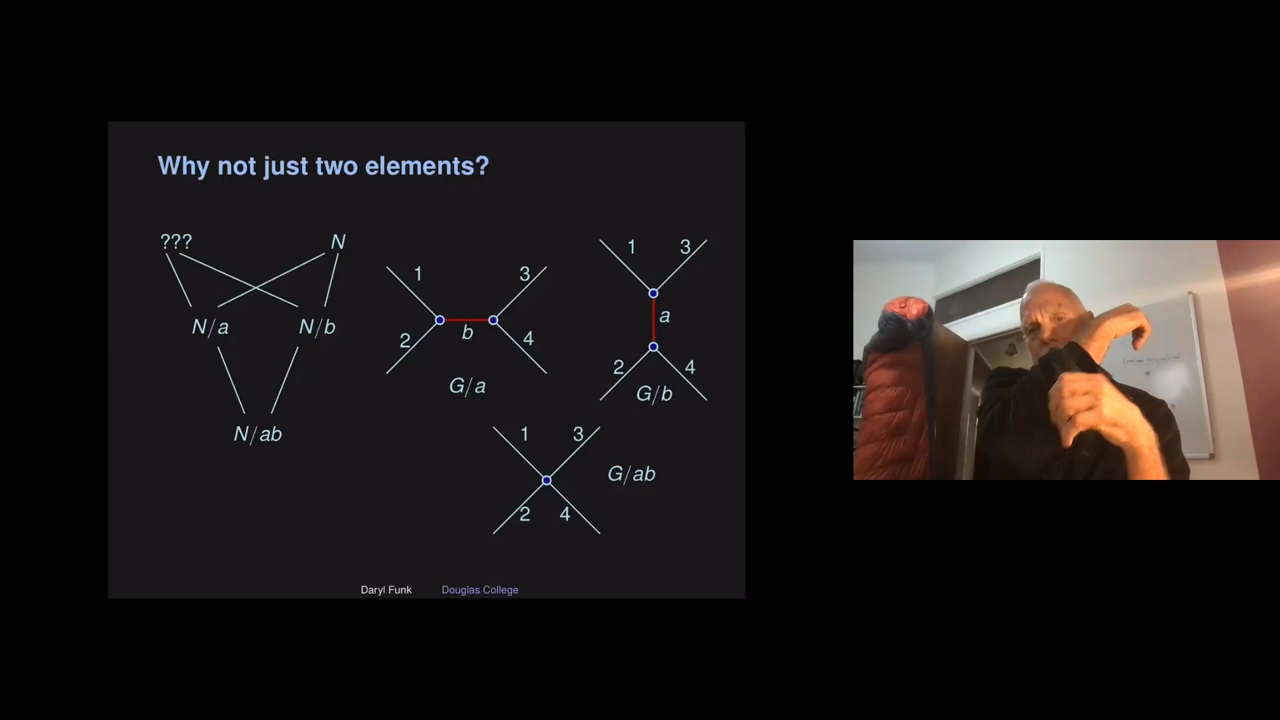 Why not just two elements?
??? N
N/a N/b
N/ab
1 3
2 b 4
G/a
1 3
a
2 4
G/b
1 3
G/ab
2 4
Daryl Funk Douglas College